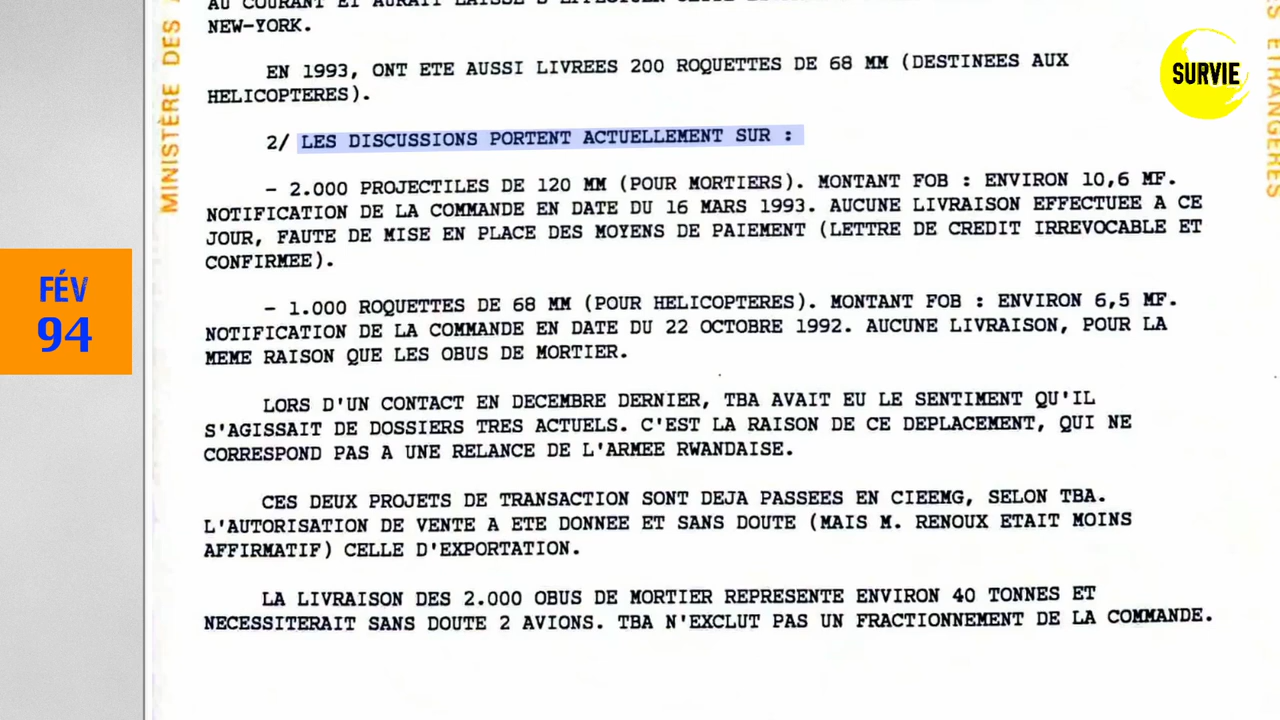 AU COURANT ET AURAIT LAISSE S'EFFECTUER CETTE
NEW-YORK.
EN 1993, ONT ETE AUSSI LIVREES 200 ROQUETTES DE 68 MM (DESTINEES AUX
HELICOPTERES).
2/ LES DISCUSSIONS PORTENT ACTUELLEMENT SUR :
- 2.000 PROJECTILES DE 120 MM (POUR MORTIERS). MONTANT FOB : ENVIRON 10,6 MF.
NOTIFICATION DE LA COMMANDE EN DATE DU 16 MARS 1993. AUCUNE LIVRAISON EFFECTUEE A CE
JOUR, FAUTE DE MISE EN PLACE DES MOYENS DE PAIEMENT (LETTRE DE CREDIT IRREVOCABLE ET
CONFIRMEE).
- 1.000 ROQUETTES DE 68 MM (POUR HELICOPTERES). MONTANT FOB : ENVIRON 6,5 MF.
NOTIFICATION DE LA COMMANDE EN DATE DU 22 OCTOBRE 1992. AUCUNE LIVRAISON, POUR LA
MEME RAISON QUE LES OBUS DE MORTIER.
LORS D'UN CONTACT EN DECEMBRE DERNIER, TBA AVAIT EU LE SENTIMENT QU'IL
S'AGISSAIT DE DOSSIERS TRES ACTUELS. C'EST LA RAISON DE CE DEPLACEMENT, QUI NE
CORRESPOND PAS A UNE RELANCE DE L'ARMEE RWANDAISE.
CES DEUX PROJETS DE TRANSACTION SONT DEJA PASSEES EN CIEEMG, SELON TBA.
L'AUTORISATION DE VENTE A ETE DONNEE ET SANS DOUTE (MAIS M. RENOUX ETAIT MOINS
AFFIRMATIF) CELLE D'EXPORTATION.
LA LIVRAISON DES 2.000 OBUS DE MORTIER REPRESENTE ENVIRON 40 TONNES ET
NECESSITERAIT SANS DOUTE 2 AVIONS. TBA N'EXCLUT PAS UN FRACTIONNEMENT DE LA COMMANDE.
MINISTÈRE DES
ETRANGERES
SURVIE
FÉV
94